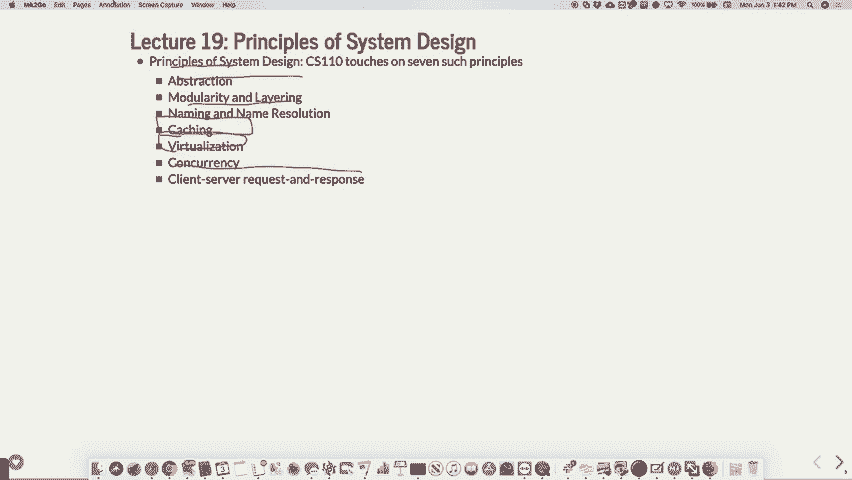 Ink2Go Edit Pages Annotation Screen Capture Window Help 100% Mon Jun 3 1:42 PM
Lecture 19: Principles of System Design
Principles of System Design: CS110 touches on seven such principles
Abstraction
Modularity and Layering
Naming and Name Resolution
Caching
Virtualization
Concurrency
Client-server request-and-response